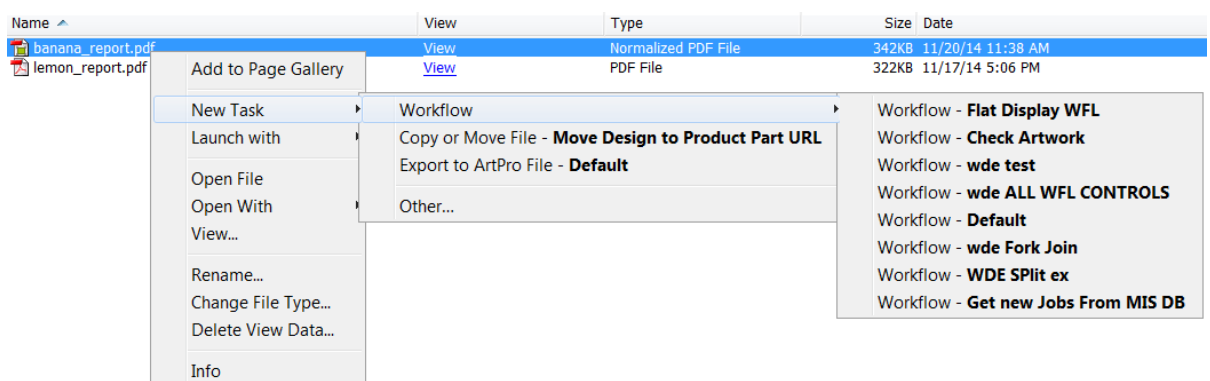 Name View Type Size Date
banana_report.pdf View Normalized PDF File 342KB 11/20/14 11:38 AM
lemon_report.pdf View PDF File 322KB 11/17/14 5:06 PM
Add to Page Gallery
New Task
Launch with
Open File
Open With
View...
Rename...
Change File Type...
Delete View Data...
Info
Workflow
Copy or Move File - Move Design to Product Part URL
Export to ArtPro File - Default
Other...
Workflow - Flat Display WFL
Workflow - Check Artwork
Workflow - wde test
Workflow - wde ALL WFL CONTROLS
Workflow - Default
Workflow - wde Fork Join
Workflow - WDE SPlit ex
Workflow - Get new Jobs From MIS DB